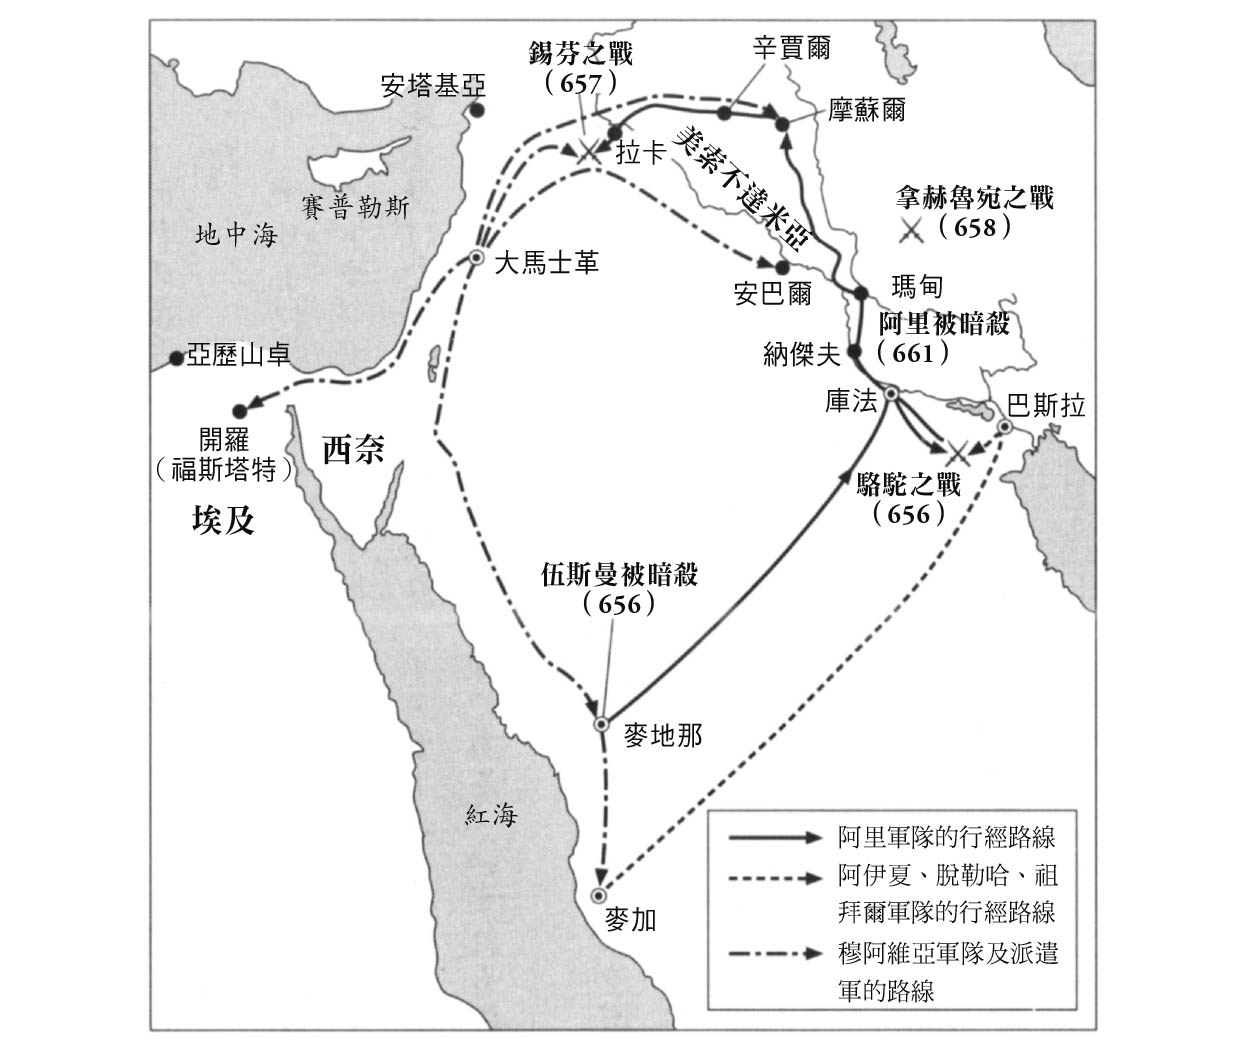 錫芬之戰
（657）
辛賈爾
安塔基亞
摩蘇爾
拉卡
美索不達米亞
賽普勒斯
地中海
拿赫魯宛之戰
（658）
大馬士革
安巴爾
瑪甸
阿里被暗殺
（661）
納傑夫
亞歷山卓
庫法
巴斯拉
開羅
（福斯塔特）
西奈
埃及
駱駝之戰
（656）
伍斯曼被暗殺
（656）
麥地那
紅海
麥加
阿里軍隊的行經路線
阿伊夏、脫勒哈、祖
拜爾軍隊的行經路線
穆阿維亞軍隊及派遣
軍的路線